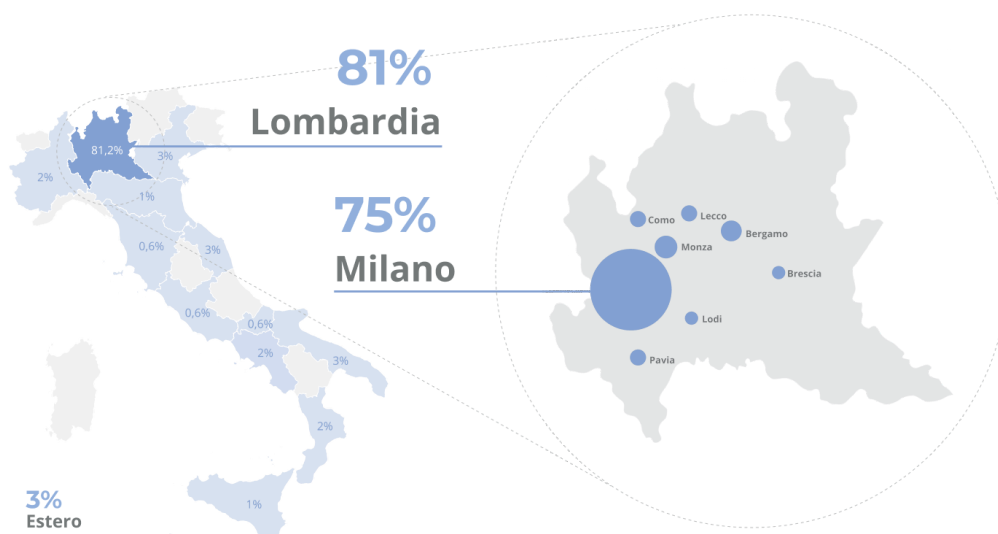 81%
Lombardia
75%
Milano
81,2%
3%
2%
1%
0,6%
3%
0,6%
0,6%
2%
3%
2%
1%
3%
Estero
Como
Lecco
Bergamo
Monza
Brescia
Lodi
Pavia